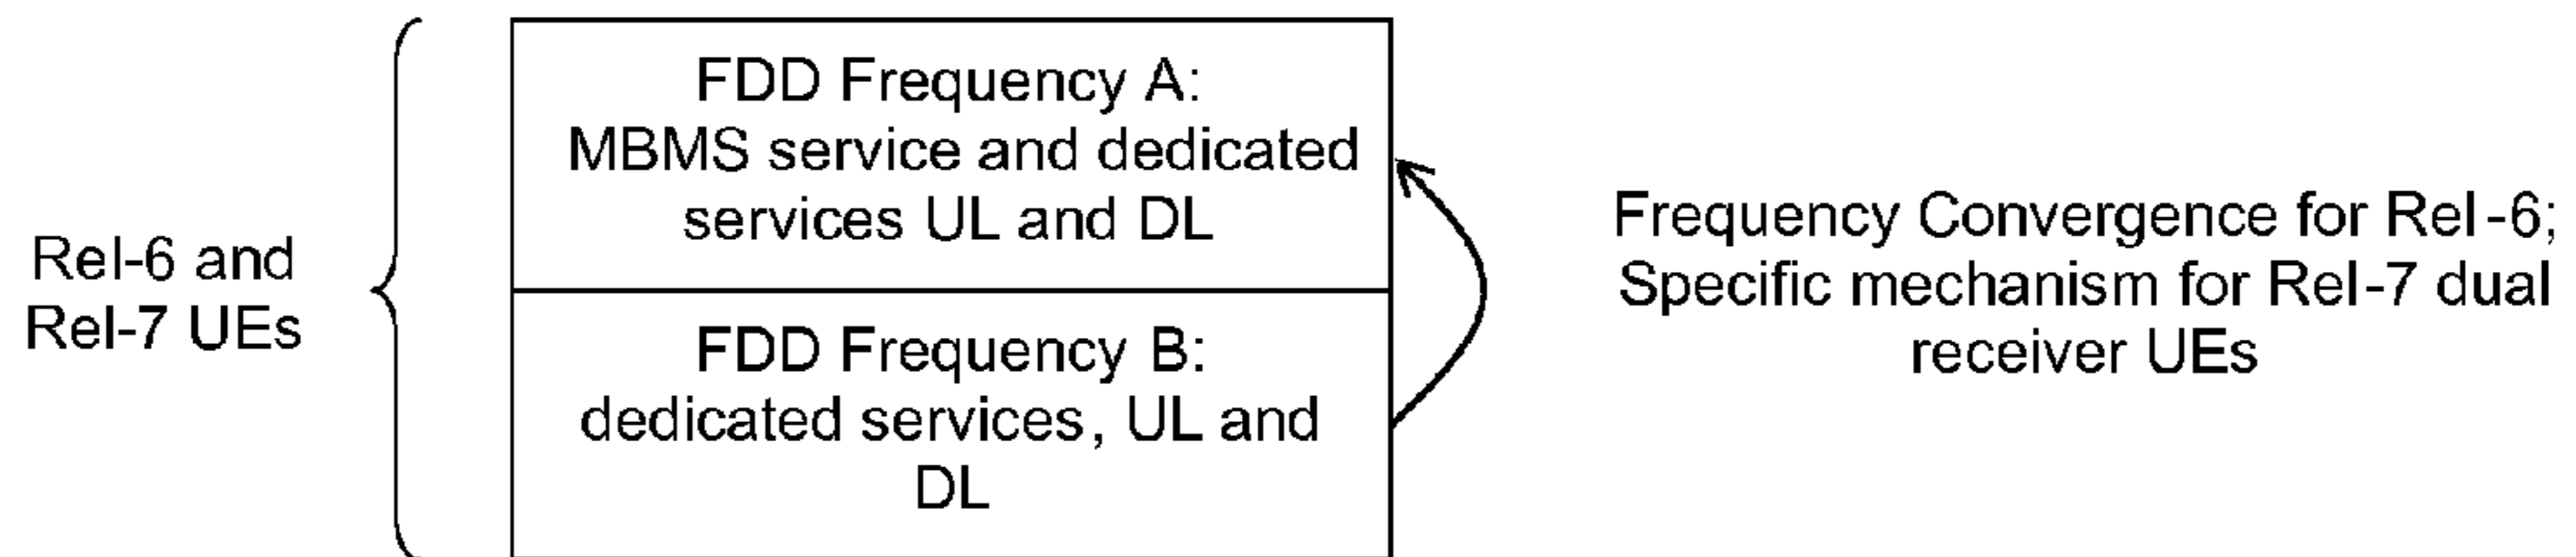 Rel-6 and
Rel-7 UEs
FDD Frequency A:
MBMS service and dedicated
services UL and DL
FDD Frequency B:
dedicated services, UL and
DL
Frequency Convergence for Rel-6;
Specific mechanism for Rel-7 dual
receiver UEs